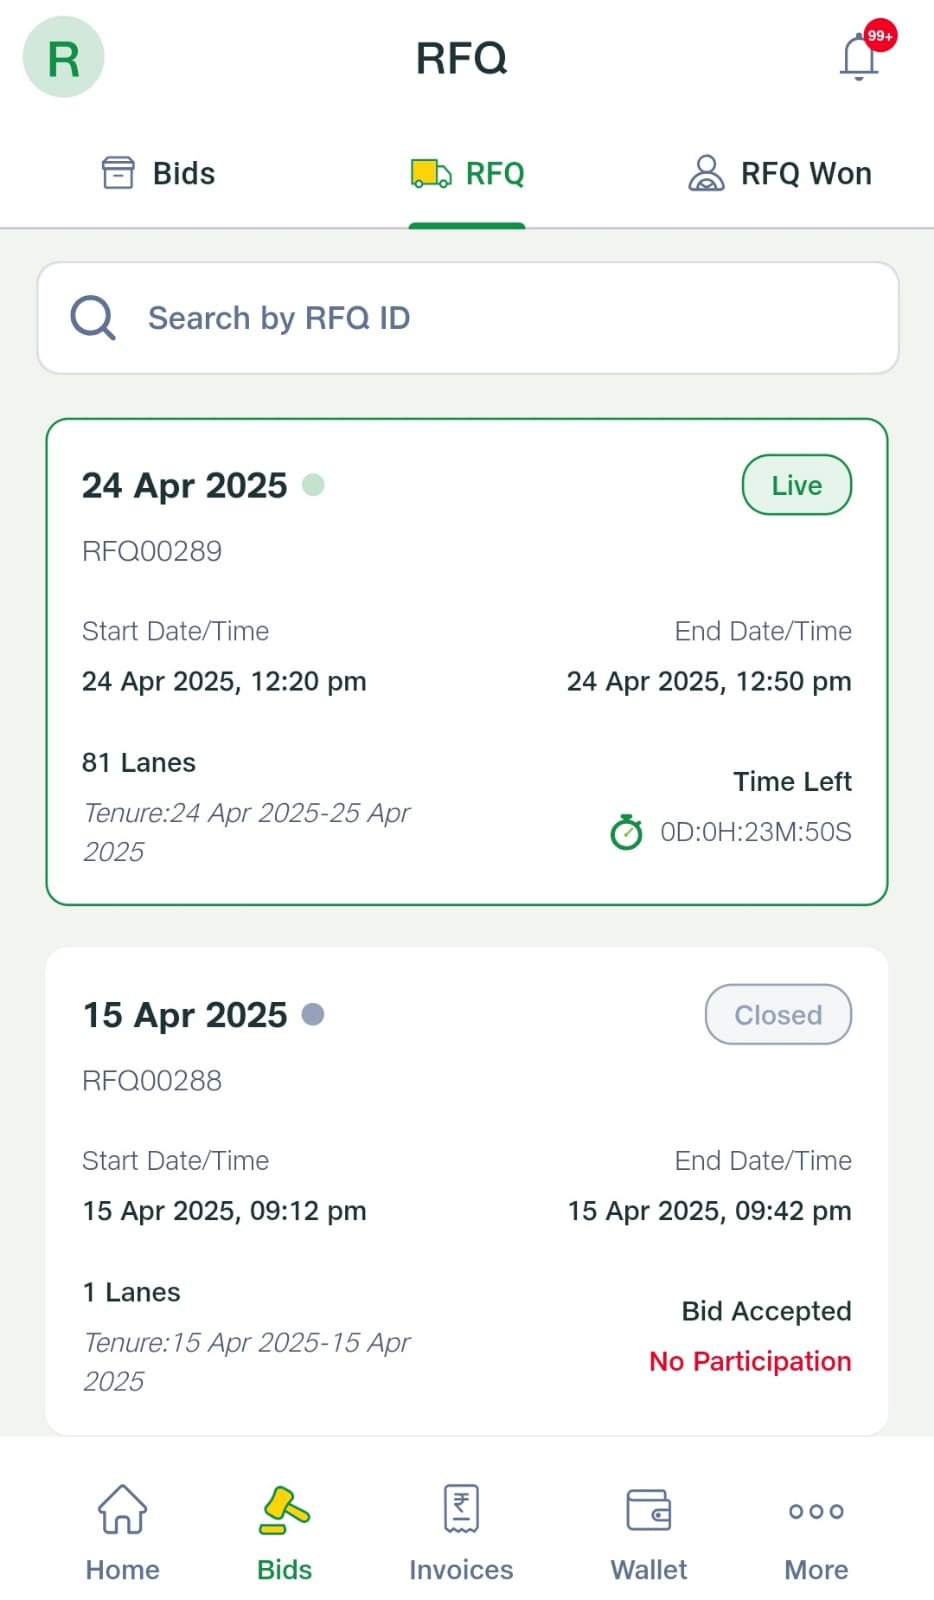 R
RFQ
99+
Bids
RFQ
RFQ Won
Search by RFQ ID
24 Apr 2025
Live
RFQ00289
Start Date/Time
End Date/Time
24 Apr 2025, 12:20 pm
24 Apr 2025, 12:50 pm
81 Lanes
Time Left
Tenure:24 Apr 2025-25 Apr
2025
0D:0H:23M:50S
15 Apr 2025
Closed
RFQ00288
Start Date/Time
End Date/Time
15 Apr 2025, 09:12 pm
15 Apr 2025, 09:42 pm
1 Lanes
Bid Accepted
Tenure:15 Apr 2025-15 Apr
2025
No Participation
₹
Home
Bids
Invoices
Wallet
More